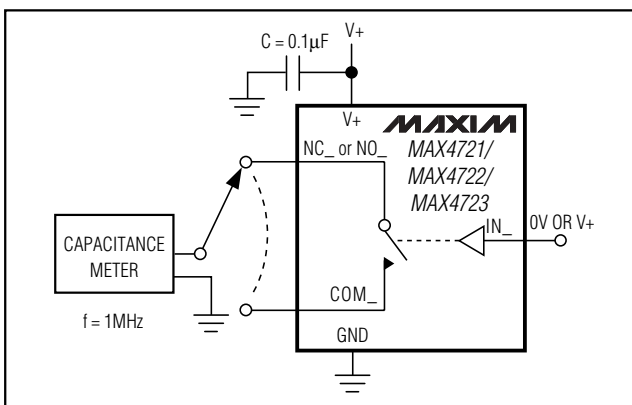 C = 0.1µF
V+
V+
MAXIM
NC_ or NO_
MAX4721/
MAX4722/
MAX4723
IN_
0V OR V+
CAPACITANCE
METER
COM_
f = 1MHz
GND